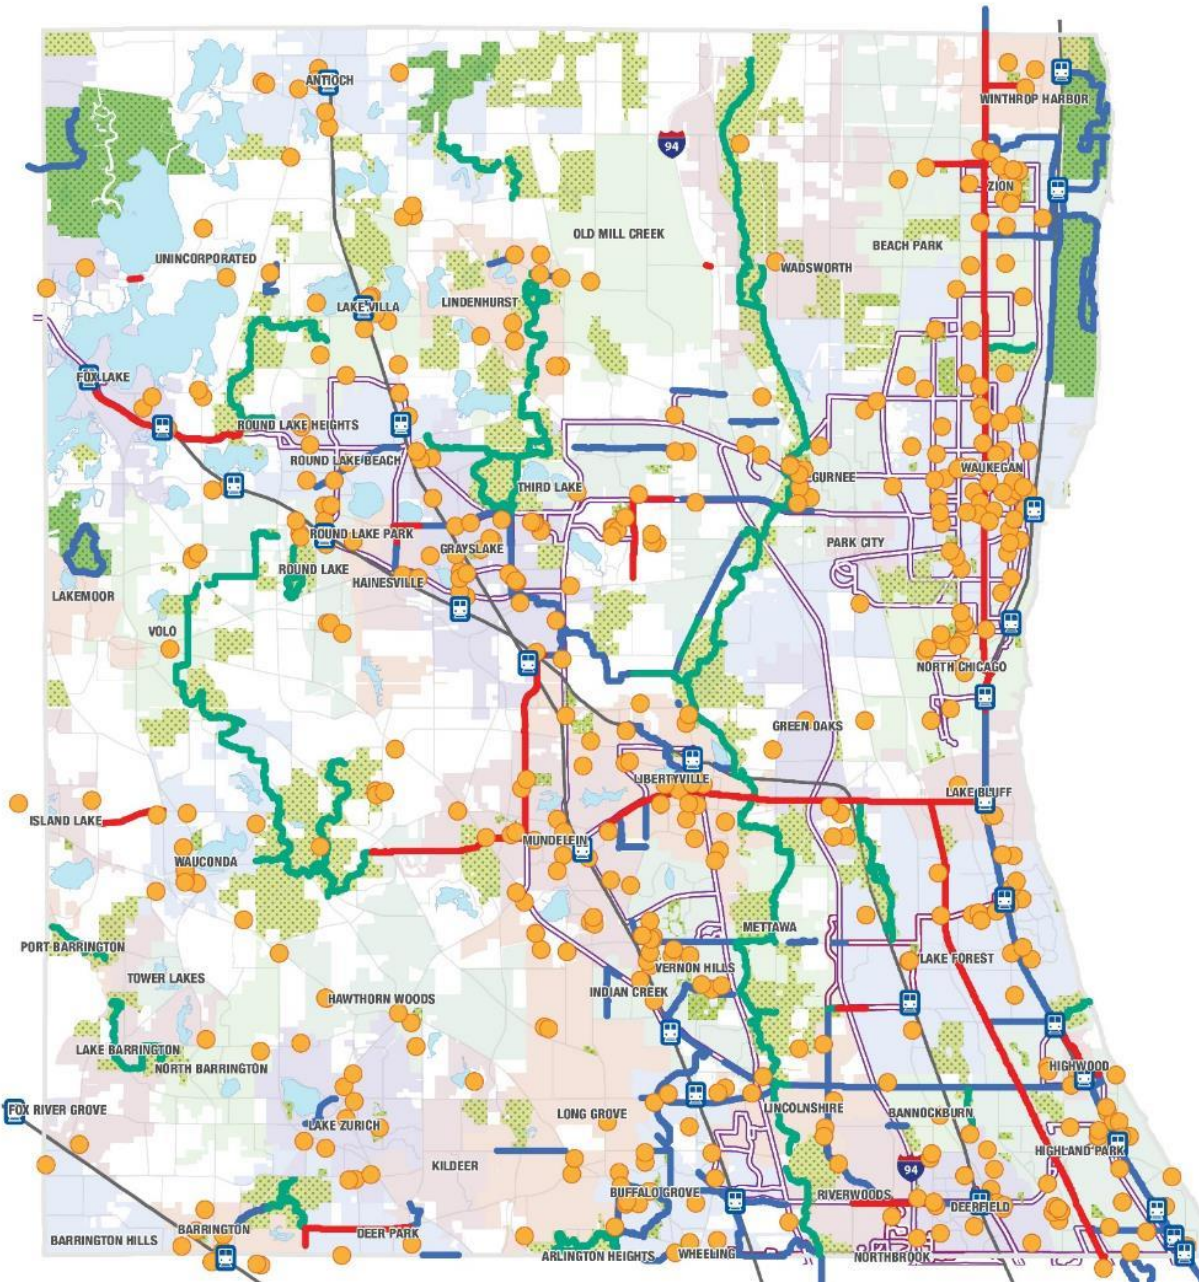 ANTIOCH
WINTHROP HARBOR
94
ZION
OLD MILL CREEK
BEACH PARK
UNINCORPORATED
WADSWORTH
LAKE VILLA
LINDENHURST
FOX LAKE
ROUND LAKE HEIGHTS
ROUND LAKE BEACH
WAUKEGAN
GURNEE
THIRD LAKE
ROUND LAKE PARK
PARK CITY
GRAYSLAKE
ROUND LAKE
HAINESVILLE
LAKEMOOR
VOLO
NORTH CHICAGO
GREEN OAKS
LIBERTYVILLE
LAKE BLUFF
ISLAND LAKE
MUNDELEIN
WAUCONDA
METTAWA
PORT BARRINGTON
LAKE FOREST
VERNON HILLS
TOWER LAKES
INDIAN CREEK
HAWTHORN WOODS
LAKE BARRINGTON
NORTH BARRINGTON
HIGHWOOD
FOX RIVER GROVE
LONG GROVE
LINCOLNSHIRE
BANNOCKBURN
LAKE ZURICH
HIGHLAND PARK
KILDEER
94
BUFFALO GROVE
RIVERWOODS
DEERFIELD
BARRINGTON
DEER PARK
BARRINGTON HILLS
ARLINGTON HEIGHTS
WHEELING
NORTHBROOK